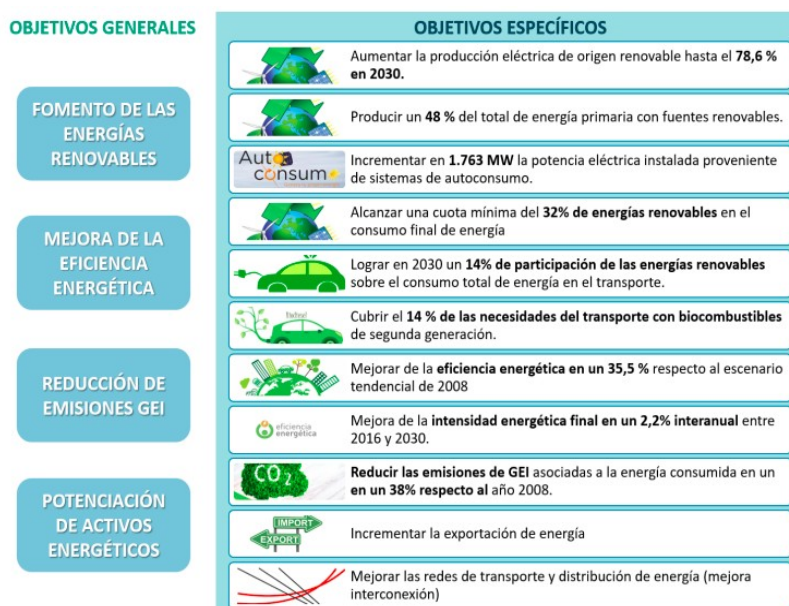 OBJETIVOS GENERALES
FOMENTO DE LAS
ENERGÍAS
RENOVABLES
MEJORA DE LA
EFICIENCIA
ENERGÉTICA
REDUCCIÓN DE
EMISIONES GEI
POTENCIACIÓN
DE ACTIVOS
ENERGÉTICOS
OBJETIVOS ESPECÍFICOS
Aumentar la producción eléctrica de origen renovable hasta el 78,6 %
en 2030.
Producir un 48 % del total de energía primaria con fuentes renovables.
Auto
consumo
Incrementar en 1.763 MW la potencia eléctrica instalada proveniente
de sistemas de autoconsumo.
Alcanzar una cuota mínima del 32% de energías renovables en el
consumo final de energía
Lograr en 2030 un 14% de participación de las energías renovables
sobre el consumo total de energía en el transporte.
Cubrir el 14 % de las necesidades del transporte con biocombustibles
de segunda generación.
Mejorar de la eficiencia energética en un 35,5 % respecto al escenario
tendencial de 2008
eficiencia
energética
Mejora de la intensidad energética final en un 2,2% interanual entre
2016 y 2030.
CO2
Reducir las emisiones de GEI asociadas a la energía consumida en un
en un 38% respecto al año 2008.
IMPORT
EXPORT
Incrementar la exportación de energía
Mejorar las redes de transporte y distribución de energía (mejora
interconexión)